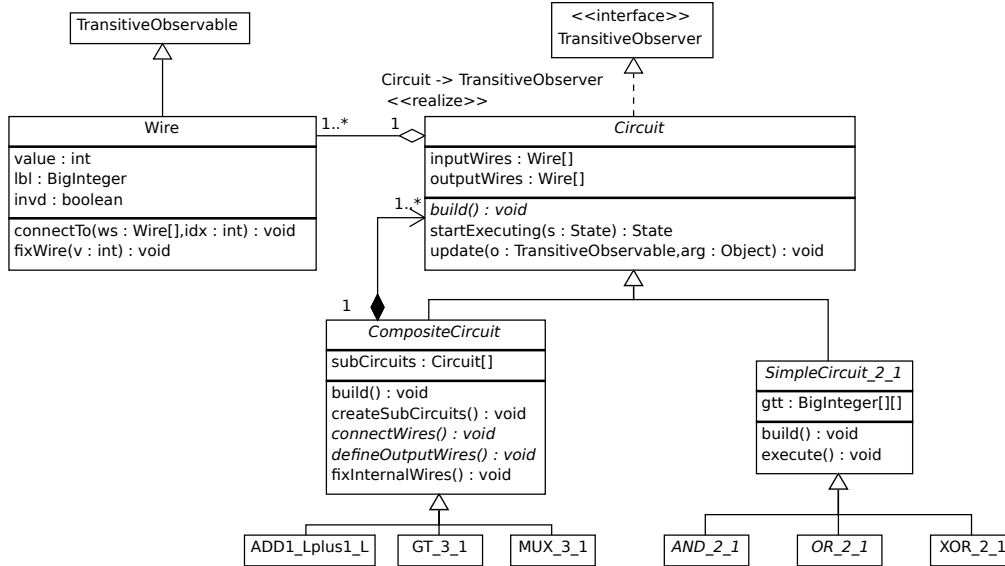 TransitiveObservable
<<interface>>
TransitiveObserver
Circuit -> TransitiveObserver
<<realize>>
1..*
1
Wire
value : int
lbl : BigInteger
invd : boolean
connectTo(ws : Wire[],idx : int) : void
fixWire(v : int) : void
Circuit
inputWires : Wire[]
outputWires : Wire[]
build() : void
startExecuting(s : State) : State
update(o : TransitiveObservable,arg : Object) : void
1..*
1
CompositeCircuit
subCircuits : Circuit[]
build() : void
createSubCircuits() : void
connectWires() : void
defineOutputWires() : void
fixInternalWires() : void
SimpleCircuit_2_1
gtt : BigInteger[][]
build() : void
execute() : void
ADD1_Lplus1_L
GT_3_1
MUX_3_1
AND_2_1
OR_2_1
XOR_2_1